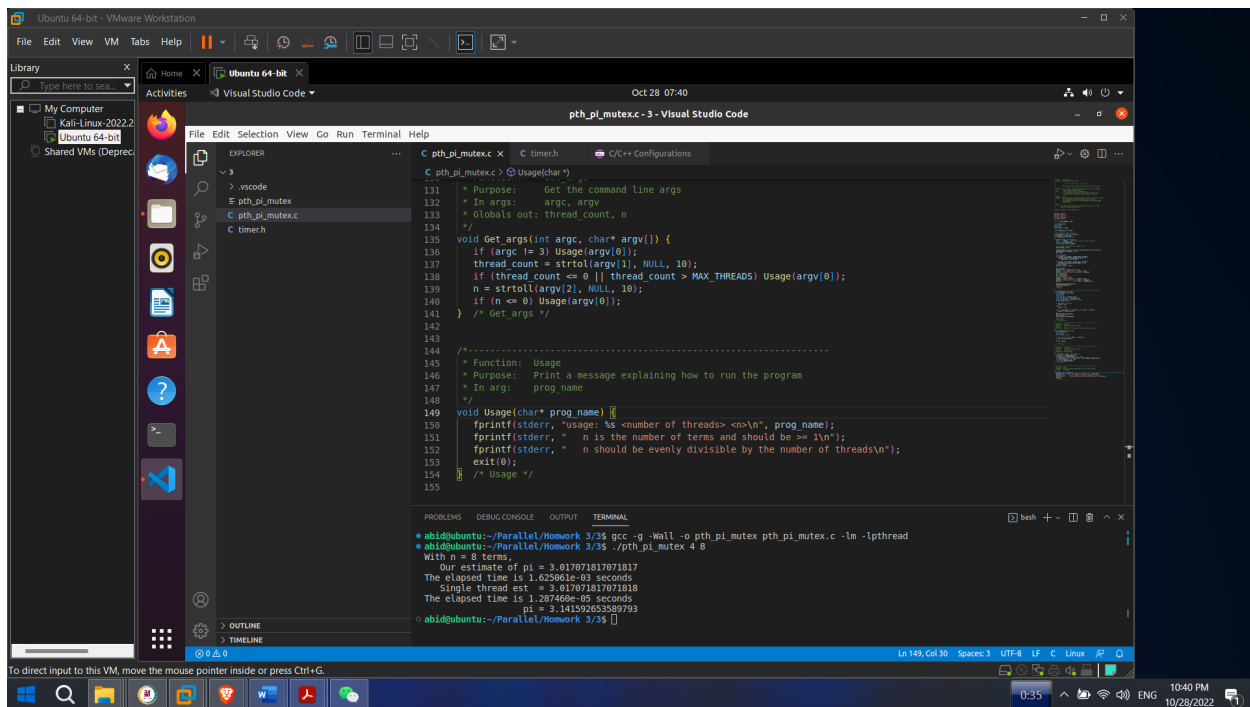 Ubuntu 64-bit - VMware Workstation
File Edit View VM Tabs Help
Library
Type here to sea...
My Computer
Kali-Linux-2022.2
Ubuntu 64-bit
Shared VMs (Deprec
Home
Ubuntu 64-bit
Activities
Visual Studio Code
Oct 28 07:40
pth_pi_mutex.c - 3 - Visual Studio Code
File Edit Selection View Go Run Terminal Help
EXPLORER
3
.vscode
pth_pi_mutex
C pth_pi_mutex.c
C timer.h
OUTLINE
TIMELINE
C pth_pi_mutex.c
C timer.h
C/C++ Configurations
C pth_pi_mutex.c > Usage(char *)
131 * Purpose: Get the command line args
132 * In args: argc, argv
133 * Globals out: thread_count, n
134 */
135 void Get_args(int argc, char* argv[]) {
136 if (argc != 3) Usage(argv[0]);
137 thread_count = strtol(argv[1], NULL, 10);
138 if (thread_count <= 0 || thread_count > MAX_THREADS) Usage(argv[0]);
139 n = strtoll(argv[2], NULL, 10);
140 if (n <= 0) Usage(argv[0]);
141 } /* Get_args */
142
143
144 /*------------------------------------------------------------------
145 * Function: Usage
146 * Purpose: Print a message explaining how to run the program
147 * In arg: prog_name
148 */
149 void Usage(char* prog_name) {
150 fprintf(stderr, "usage: %s <number of threads> <n>\n", prog_name);
151 fprintf(stderr, " n is the number of terms and should be >= 1\n");
152 fprintf(stderr, " n should be evenly divisible by the number of threads\n");
153 exit(0);
154 } /* Usage */
155
PROBLEMS DEBUG CONSOLE OUTPUT TERMINAL
bash
abid@ubuntu:~/Parallel/Homwork 3/3$ gcc -g -Wall -o pth_pi_mutex pth_pi_mutex.c -lm -lpthread
abid@ubuntu:~/Parallel/Homwork 3/3$ ./pth_pi_mutex 4 8
With n = 8 terms,
Our estimate of pi = 3.017071817071817
The elapsed time is 1.625061e-03 seconds
Single thread est = 3.017071817071818
The elapsed time is 1.287460e-05 seconds
pi = 3.141592653589793
abid@ubuntu:~/Parallel/Homwork 3/3$
0 0
Ln 149, Col 30 Spaces: 3 UTF-8 LF C Linux
To direct input to this VM, move the mouse pointer inside or press Ctrl+G.
0:35
ENG
10:40 PM
10/28/2022